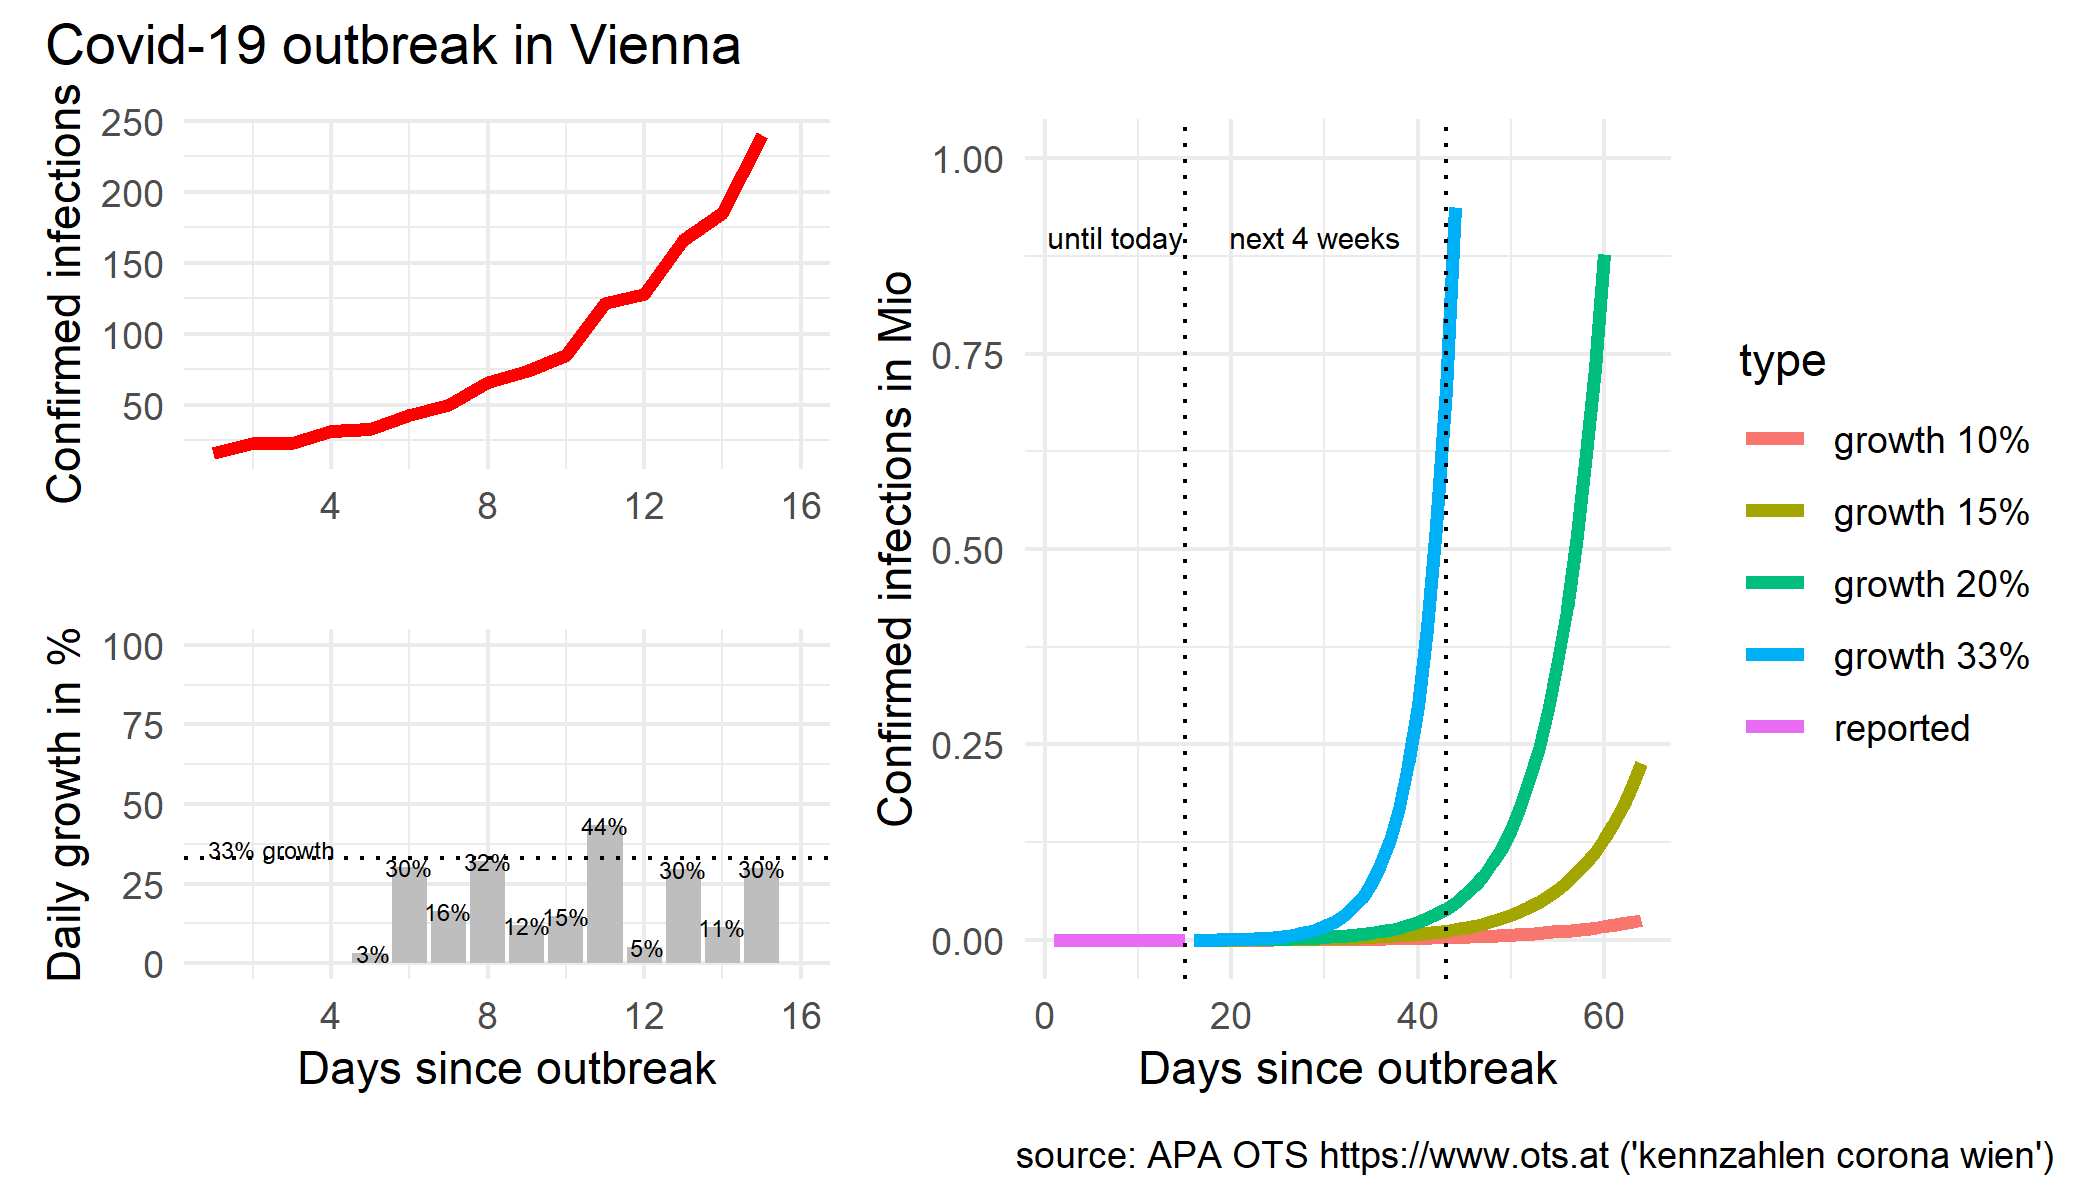 Covid-19 outbreak in Vienna
Confirmed infections
250
200
150
100
50
4 8 12 16
Daily growth in %
100
75
50
25
0
33% growth
3%
30%
16%
32%
12%
15%
44%
5%
30%
11%
30%
4 8 12 16
Days since outbreak
Confirmed infections in Mio
1.00
0.75
0.50
0.25
0.00
until today
next 4 weeks
0 20 40 60
Days since outbreak
type
growth 10%
growth 15%
growth 20%
growth 33%
reported
source: APA OTS https://www.ots.at ('kennzahlen corona wien')